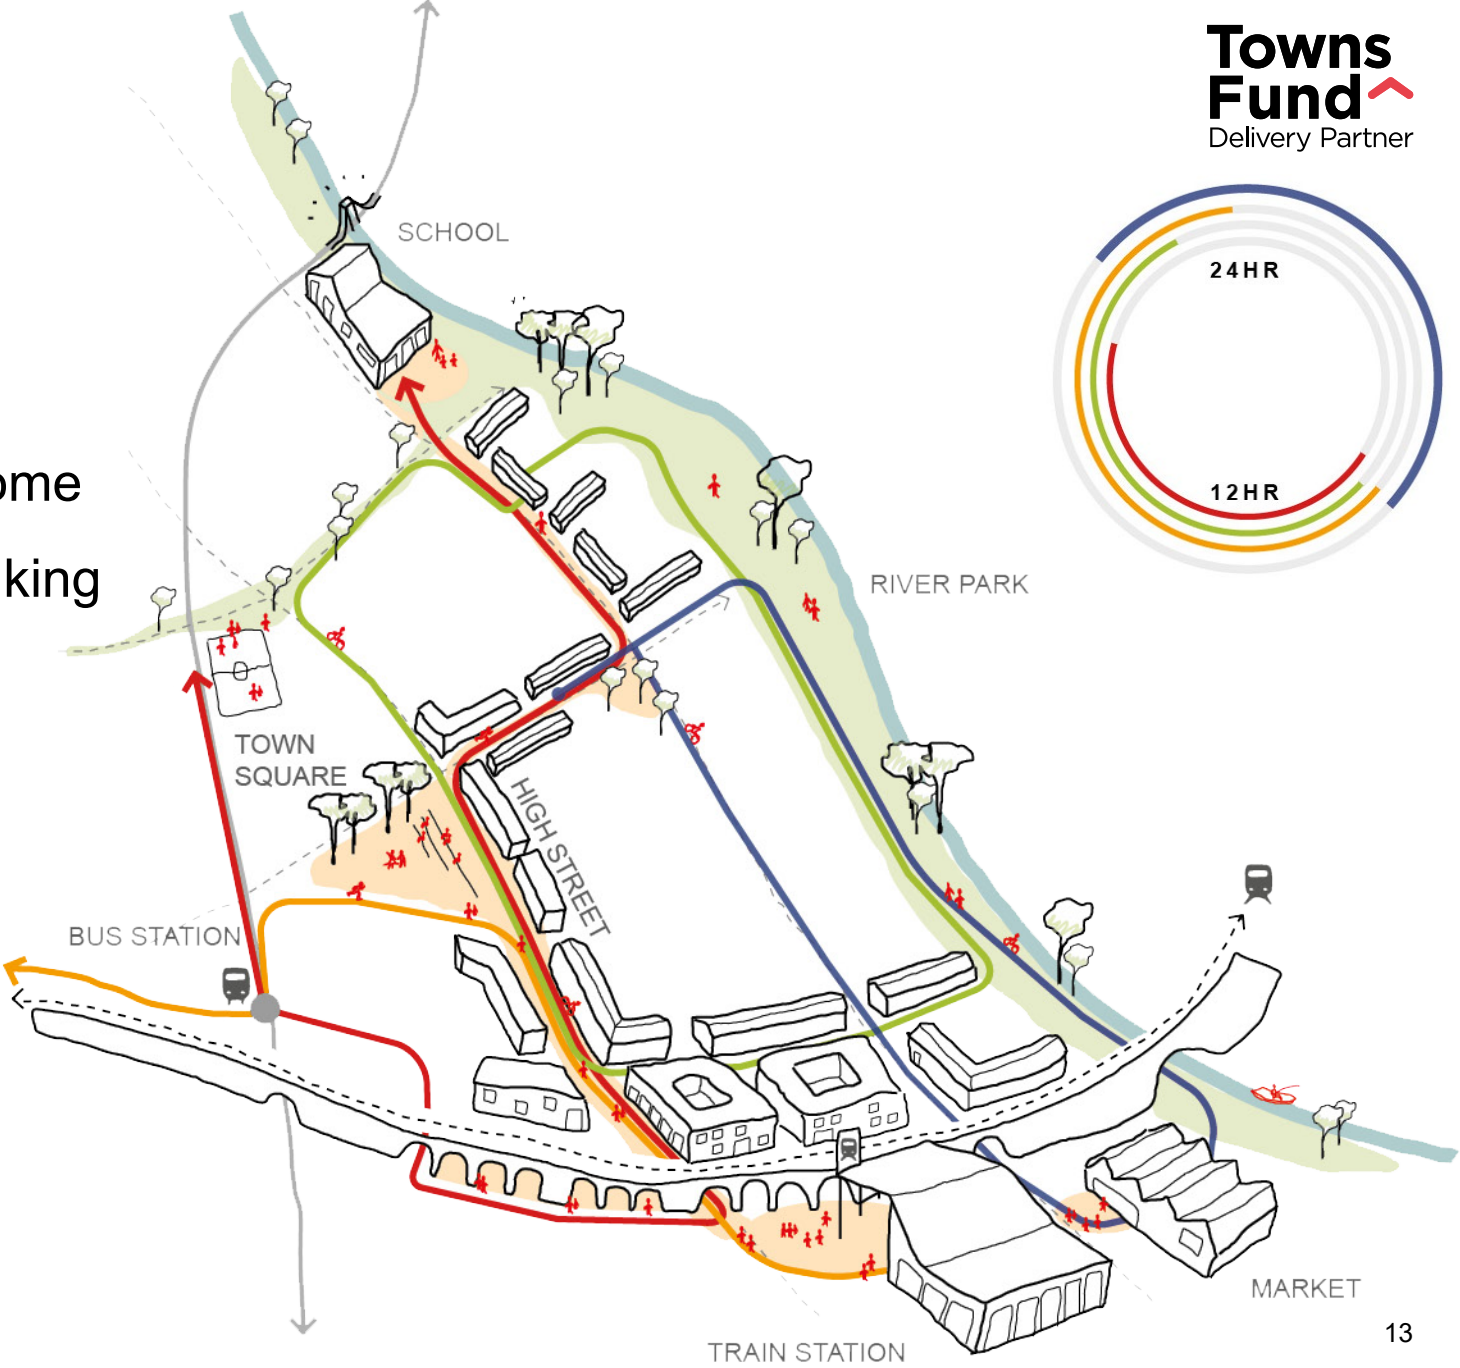 Towns
Fund
Delivery Partner
24HR
12HR
SCHOOL
ome
king
RIVER PARK
TOWN
SQUARE
HIGH STREET
BUS STATION
MARKET
TRAIN STATION
13